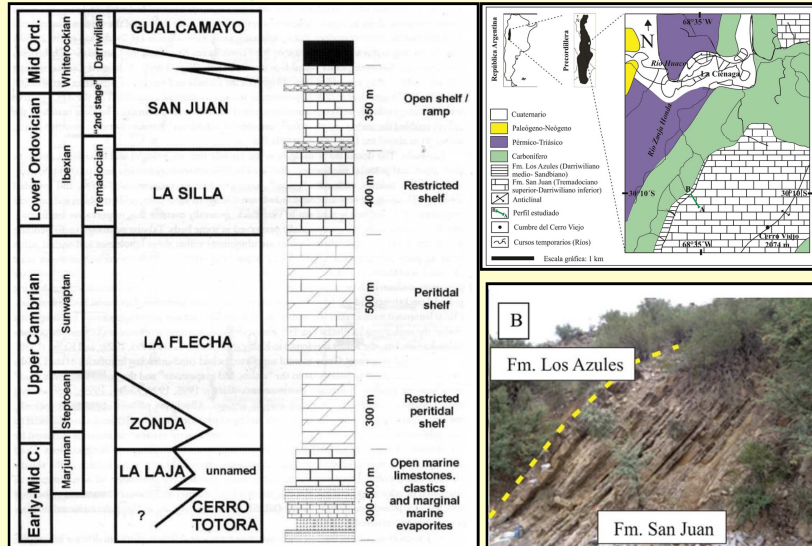 Mid Ord.
Whiterockian
Darriwilian
GUALCAMAYO
Lower Ordovician
Ibexian
"2nd stage"
Tremadocian
SAN JUAN
350 m
Open shelf /
ramp
LA SILLA
400 m
Restricted
shelf
Upper Cambrian
Sunwaptan
Steptoean
LA FLECHA
500 m
Peritidal
shelf
ZONDA
300 m
Restricted
peritidal
shelf
Early-Mid C.
Marjuman
LA LAJA unnamed
?
CERRO
TOTORA
300-500 m
Open marine
limestones.
clastics
and marginal
marine
evaporites
República Argentina
Precordillera
68°35´W
N
Río Huaco
La Ciénaga
Río Zanja Honda
Cuaternario
Paleógeno-Neógeno
Pérmico-Triásico
Carbonífero
Fm. Los Azules (Darriwiliano
medio- Sandbiano)
Fm. San Juan (Tremadociano
superior-Darriwiliano inferior)
Anticlinal
Perfil estudiado
Cumbre del Cerro Viejo
Cursos temporarios (Ríos)
Escala gráfica: 1 km
30°10´S
30°10´S
B
A
Cerro Viejo
2074 m
68°35´W
B
Fm. Los Azules
Fm. San Juan